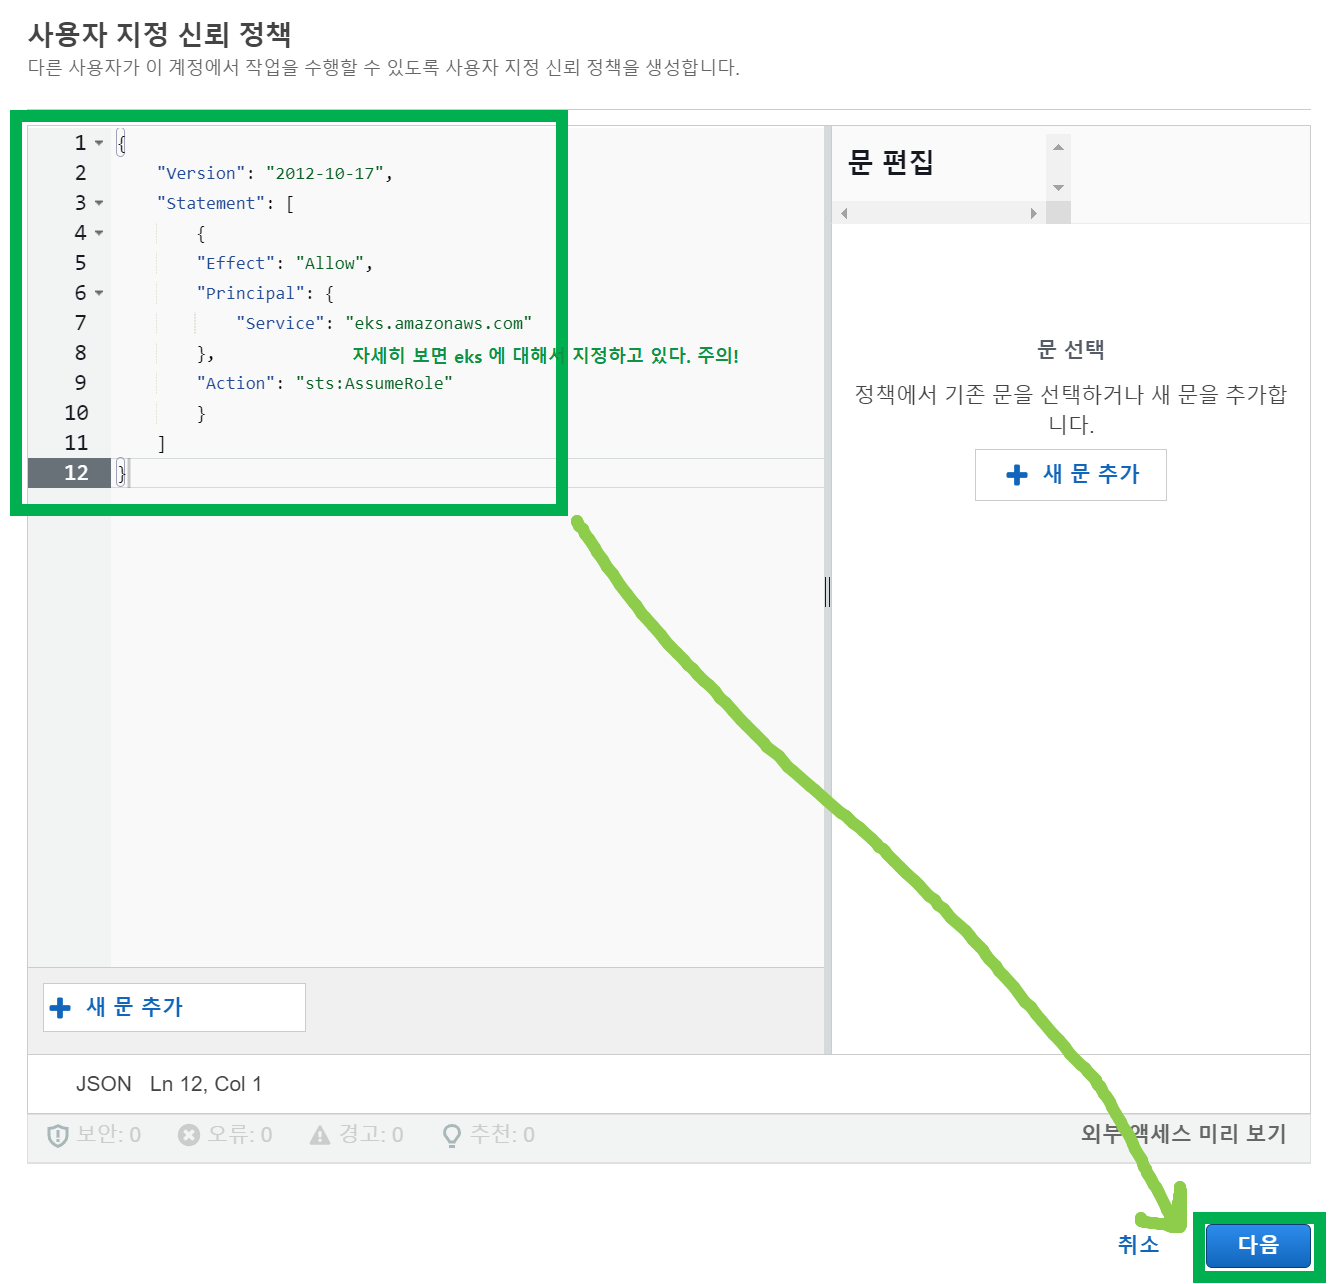 사용자 지정 신뢰 정책
다른 사용자가 이 계정에서 작업을 수행할 수 있도록 사용자 지정 신뢰 정책을 생성합니다.
1 {
2 "Version": "2012-10-17",
3 "Statement": [
4 {
5 "Effect": "Allow",
6 "Principal": {
7 "Service": "eks.amazonaws.com"
8 },
자세히 보면 eks 에 대해서 지정하고 있다. 주의!
9 "Action": "sts:AssumeRole"
10 }
11 ]
12 }
새 문 추가
문 편집
문 선택
정책에서 기존 문을 선택하거나 새 문을 추가합
니다.
새 문 추가
JSON Ln 12, Col 1
보안: 0 오류: 0 경고: 0 추천: 0
외부 액세스 미리 보기
취소
다음